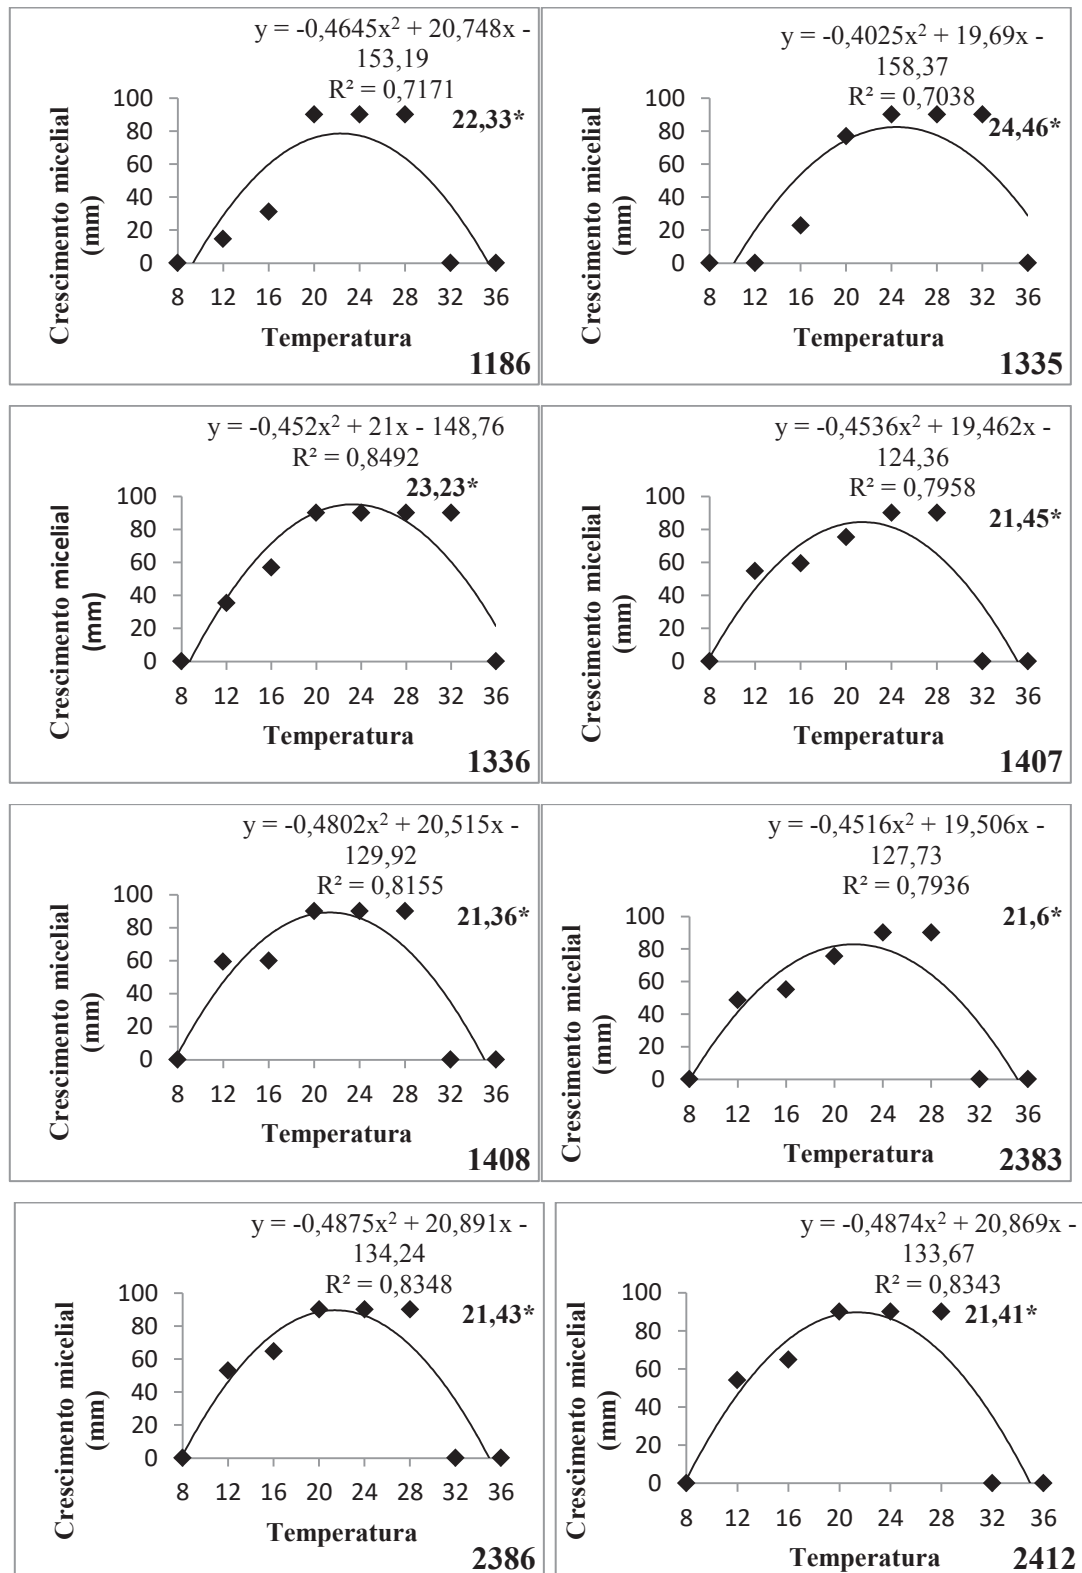 y = -0,4645x² + 20,748x -
153,19
R² = 0,7171
22,33*
Crescimento micelial
(mm)
100
80
60
40
20
0
8 12 16 20 24 28 32 36
Temperatura
1186
y = -0,4025x² + 19,69x -
158,37
R² = 0,7038
24,46*
Crescimento micelial
(mm)
100
80
60
40
20
0
8 12 16 20 24 28 32 36
Temperatura
1335
y = -0,452x² + 21x - 148,76
R² = 0,8492
23,23*
Crescimento micelial
(mm)
100
80
60
40
20
0
8 12 16 20 24 28 32 36
Temperatura
1336
y = -0,4536x² + 19,462x -
124,36
R² = 0,7958
21,45*
Crescimento micelial
(mm)
100
80
60
40
20
0
8 12 16 20 24 28 32 36
Temperatura
1407
y = -0,4802x² + 20,515x -
129,92
R² = 0,8155
21,36*
Crescimento micelial
(mm)
100
80
60
40
20
0
8 12 16 20 24 28 32 36
Temperatura
1408
y = -0,4516x² + 19,506x -
127,73
R² = 0,7936
21,6*
Crescimento micelial
(mm)
100
80
60
40
20
0
8 12 16 20 24 28 32 36
Temperatura
2383
y = -0,4875x² + 20,891x -
134,24
R² = 0,8348
21,43*
Crescimento micelial
(mm)
100
80
60
40
20
0
8 12 16 20 24 28 32 36
Temperatura
2386
y = -0,4874x² + 20,869x -
133,67
R² = 0,8343
21,41*
Crescimento micelial
(mm)
100
80
60
40
20
0
8 12 16 20 24 28 32 36
Temperatura
2412